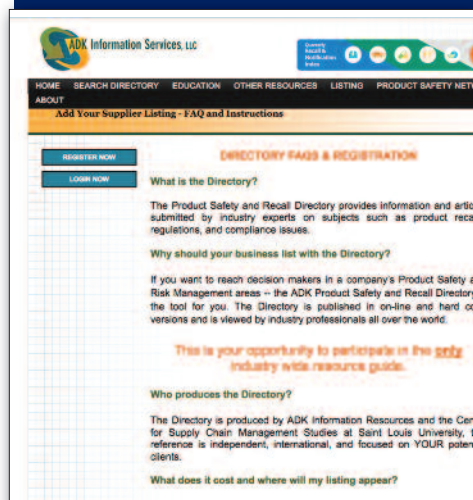 ADK Information Services, LLC
Quarterly
Recall &
Notification
Index
HOME SEARCH DIRECTORY EDUCATION OTHER RESOURCES LISTING PRODUCT SAFETY NET
ABOUT
Add Your Supplier Listing - FAQ and Instructions
REGISTER NOW
LOGIN NOW
DIRECTORY FAQS & REGISTRATION
What is the Directory?
The Product Safety and Recall Directory provides information and artic
submitted by industry experts on subjects such as product reca
regulations, and compliance issues.
Why should your business list with the Directory?
If you want to reach decision makers in a company's Product Safety a
Risk Management areas -- the ADK Product Safety and Recall Directory
the tool for you. The Directory is published in on-line and hard co
versions and is viewed by industry professionals all over the world.
This is your opportunity to participate in the only
industry wide resource guide.
Who produces the Directory?
The Directory is produced by ADK Information Resources and the Cen
for Supply Chain Management Studies at Saint Louis University, t
reference is independent, international, and focused on YOUR poten
clients.
What does it cost and where will my listing appear?